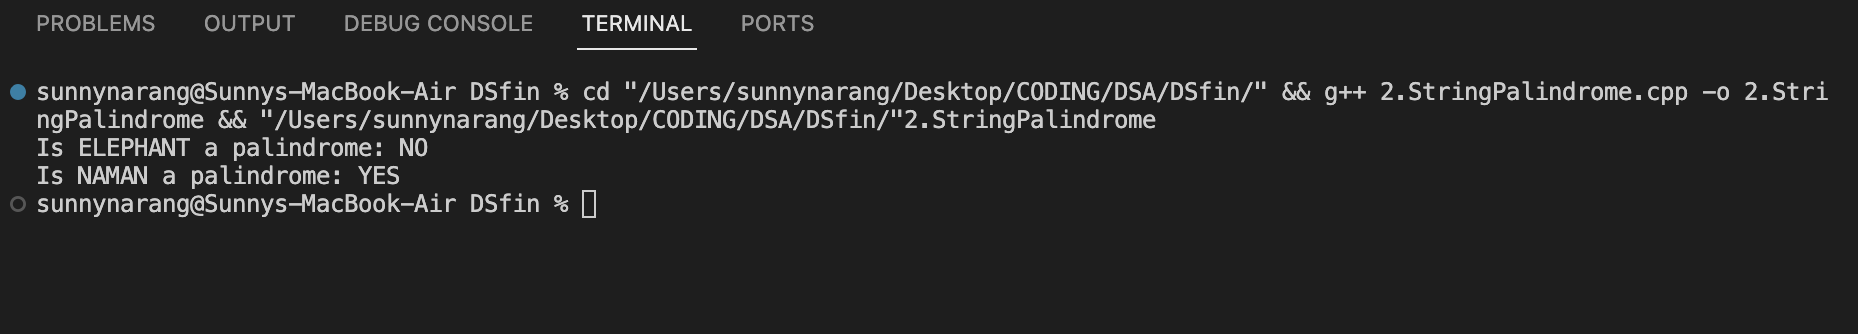 PROBLEMS OUTPUT DEBUG CONSOLE TERMINAL PORTS
sunnynarang@Sunnys-MacBook-Air DSfin % cd "/Users/sunnynarang/Desktop/CODING/DSA/DSfin/" && g++ 2.StringPalindrome.cpp -o 2.Stri
ngPalindrome && "/Users/sunnynarang/Desktop/CODING/DSA/DSfin/"2.StringPalindrome
Is ELEPHANT a palindrome: NO
Is NAMAN a palindrome: YES
sunnynarang@Sunnys-MacBook-Air DSfin %